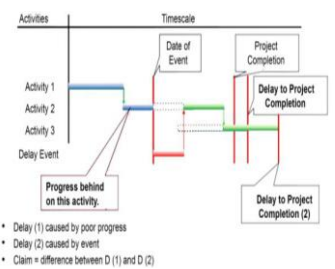 Activities
Timescale
Date of
Event
Project
Completion
Activity 1
Delay to Project
Completion
Activity 2
Activity 3
Delay Event
Progress behind
on this activity.
Delay to Project
Completion (2)
• Delay (1) caused by poor progress
• Delay (2) caused by event
• Claim = difference between D (1) and D (2)